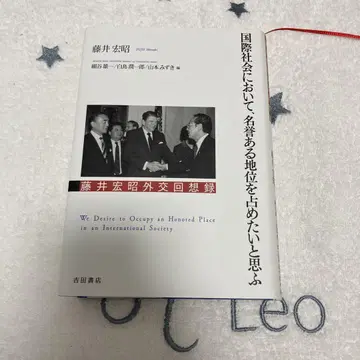 国際社会において、名誉ある地位を占めたいと思ふ
藤井宏昭
FUJII Hiroaki
細谷雄一/白鳥潤一郎/山本みずき 編
藤井宏昭外交回想録
We Desire to Occupy an Honored Place
in an International Society
吉田書店
Leo